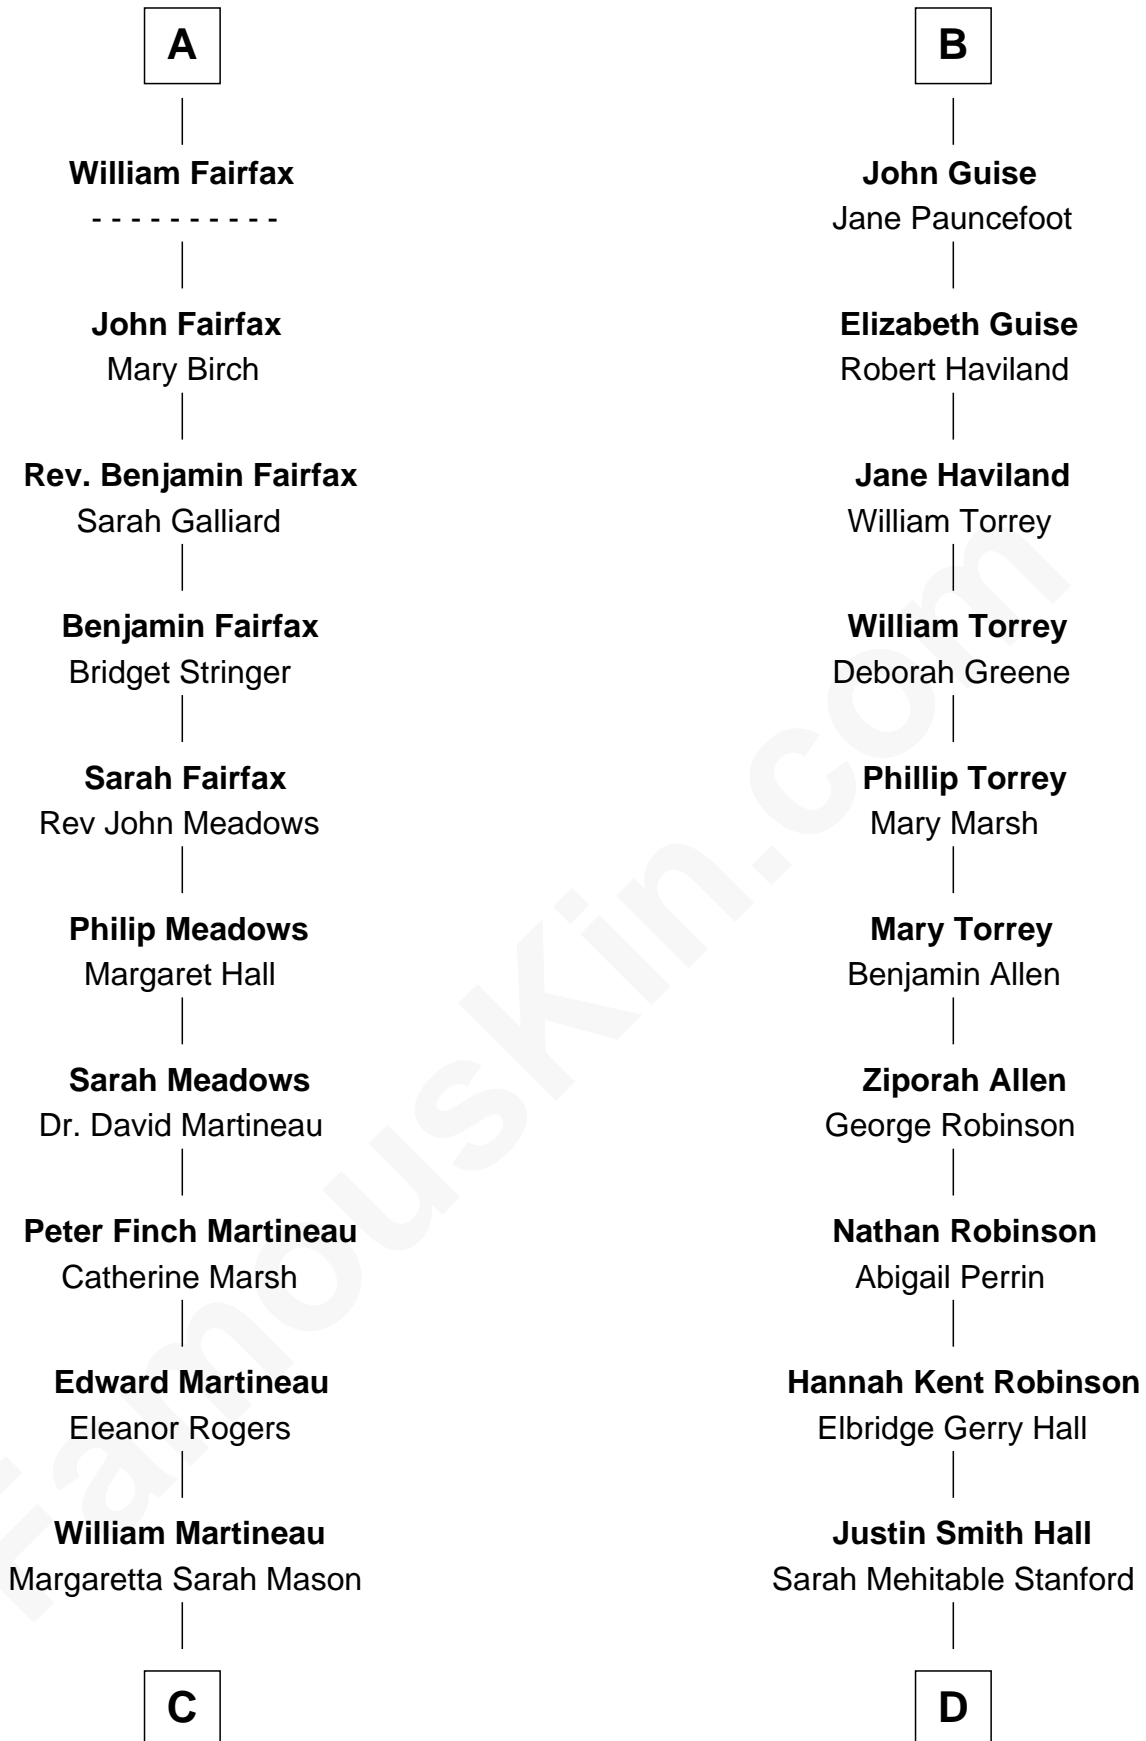 A
William Fairfax
- - - - - - - - - -
John Fairfax
Mary Birch
Rev. Benjamin Fairfax
Sarah Galliard
Benjamin Fairfax
Bridget Stringer
Sarah Fairfax
Rev John Meadows
Philip Meadows
Margaret Hall
Sarah Meadows
Dr. David Martineau
Peter Finch Martineau
Catherine Marsh
Edward Martineau
Eleanor Rogers
William Martineau
Margaretta Sarah Mason
C
B
John Guise
Jane Pauncefoot
Elizabeth Guise
Robert Haviland
Jane Haviland
William Torrey
William Torrey
Deborah Greene
Phillip Torrey
Mary Marsh
Mary Torrey
Benjamin Allen
Ziporah Allen
George Robinson
Nathan Robinson
Abigail Perrin
Hannah Kent Robinson
Elbridge Gerry Hall
Justin Smith Hall
Sarah Mehitable Stanford
D
FamousKin.com